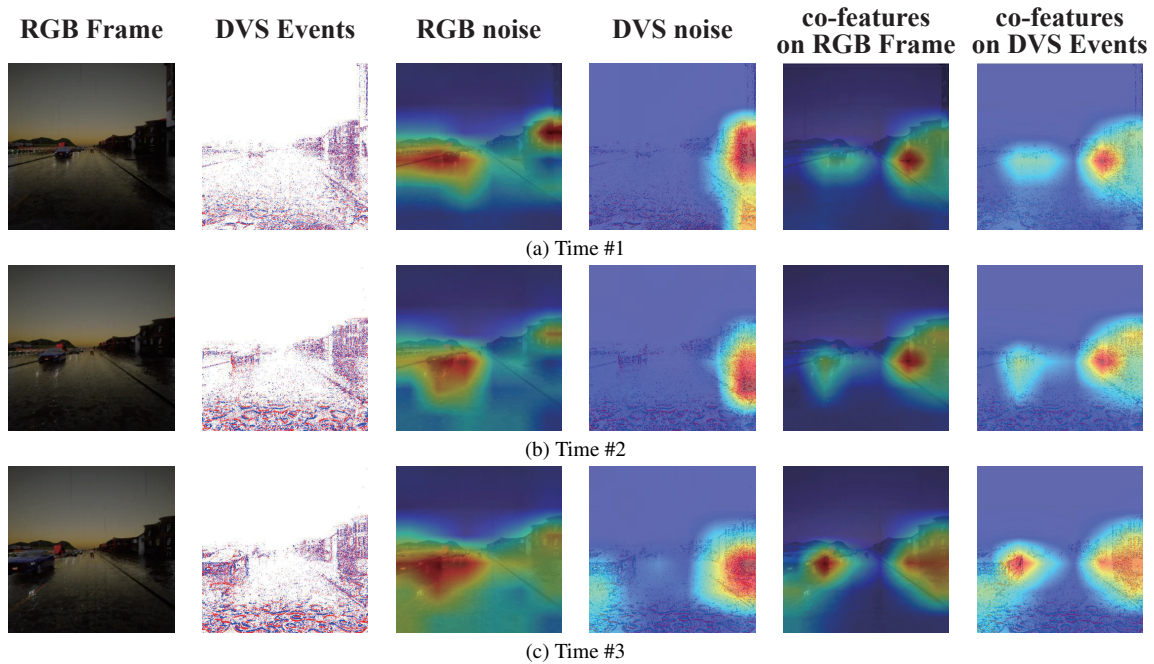 RGB Frame
DVS Events
RGB noise
DVS noise
co-features
on RGB Frame
co-features
on DVS Events
(a) Time #1
(b) Time #2
(c) Time #3